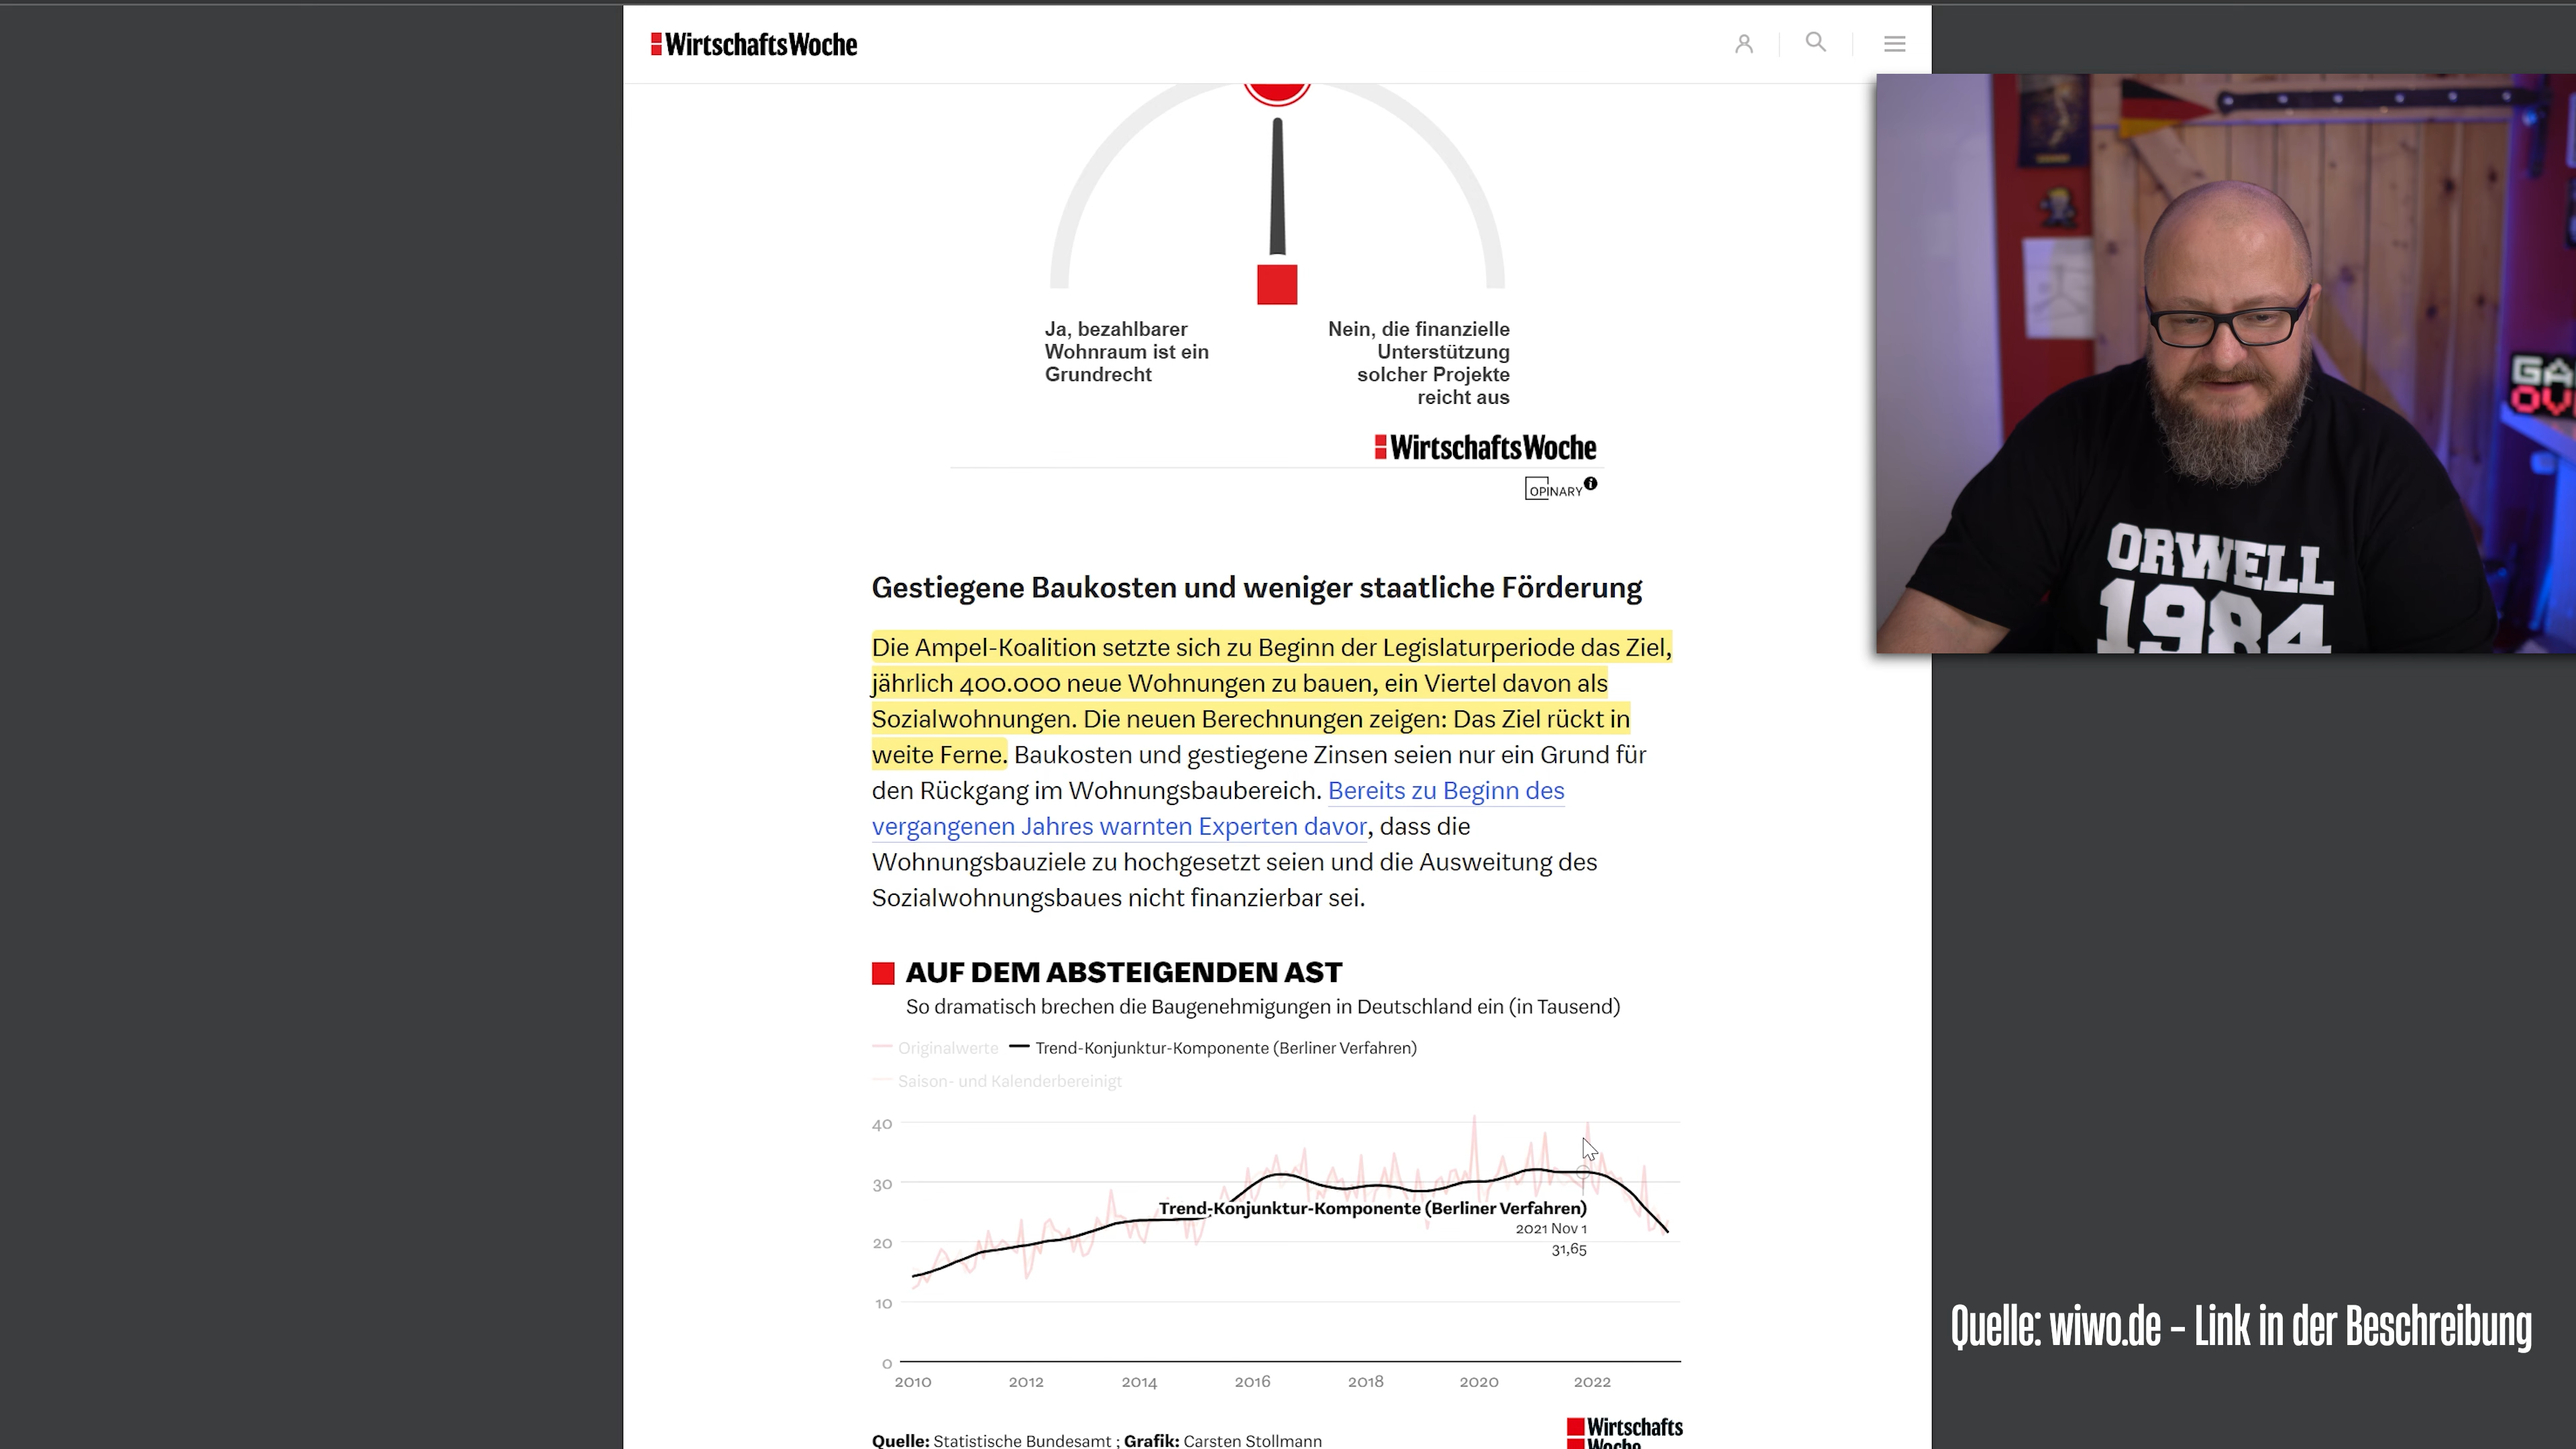 WirtschaftsWoche
Ja, bezahlbarer
Wohnraum ist ein
Grundrecht
Nein, die finanzielle
Unterstützung
solcher Projekte
reicht aus
WirtschaftsWoche
OPINARY
Gestiegene Baukosten und weniger staatliche Förderung
Die Ampel-Koalition setzte sich zu Beginn der Legislaturperiode das Ziel,
jährlich 400.000 neue Wohnungen zu bauen, ein Viertel davon als
Sozialwohnungen. Die neuen Berechnungen zeigen: Das Ziel rückt in
weite Ferne. Baukosten und gestiegene Zinsen seien nur ein Grund für
den Rückgang im Wohnungsbaubereich. Bereits zu Beginn des
vergangenen Jahres warnten Experten davor, dass die
Wohnungsbauziele zu hochgesetzt seien und die Ausweitung des
Sozialwohnungsbaues nicht finanzierbar sei.
AUF DEM ABSTEIGENDEN AST
So dramatisch brechen die Baugenehmigungen in Deutschland ein (in Tausend)
Originalwerte Trend-Konjunktur-Komponente (Berliner Verfahren)
Saison- und Kalenderbereinigt
40
30
Trend-Konjunktur-Komponente (Berliner Verfahren)
2021 Nov 1
20
31,65
10
0
2010 2012 2014 2016 2018 2020 2022
Quelle: Statistische Bundesamt ; Grafik: Carsten Stollmann
Wirtschafts
Woche
ORWELL
1984
GA
OV
Quelle: wiwo.de – Link in der Beschreibung